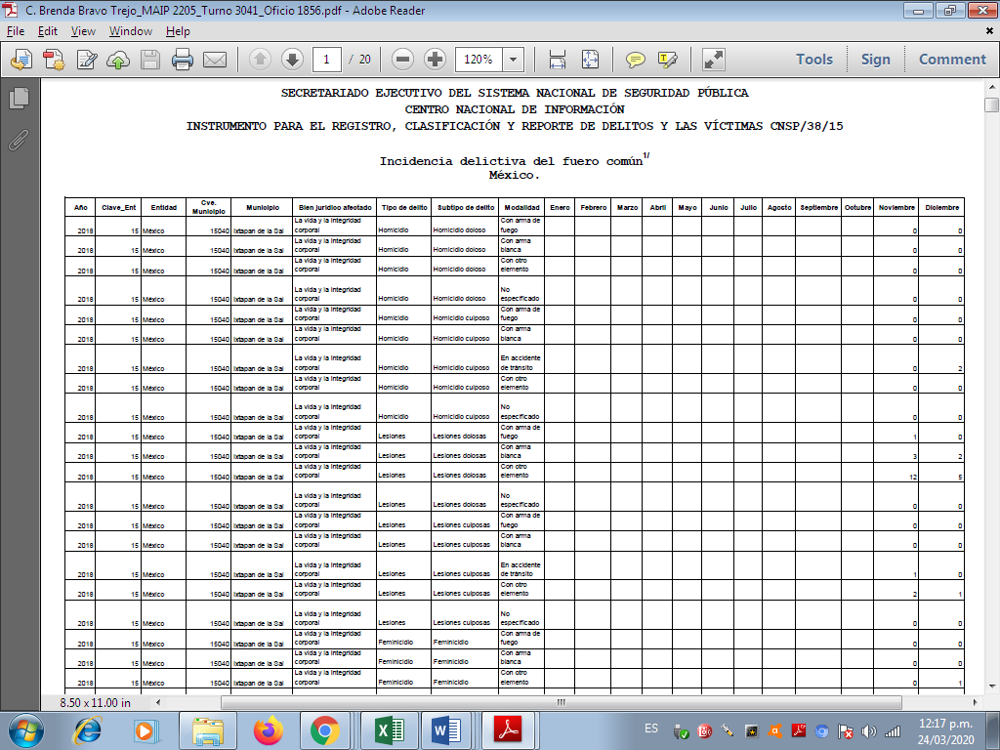 C. Brenda Bravo Trejo_MAIP 2205_Turno 3041_Oficio 1856.pdf - Adobe Reader
File Edit View Window Help
1 / 20 120% Tools Sign Comment
SECRETARIADO EJECUTIVO DEL SISTEMA NACIONAL DE SEGURIDAD PÚBLICA
CENTRO NACIONAL DE INFORMACIÓN
INSTRUMENTO PARA EL REGISTRO, CLASIFICACIÓN Y REPORTE DE DELITOS Y LAS VÍCTIMAS CNSP/38/15
Incidencia delictiva del fuero común1/
México.
Año Clave_Ent Entidad Cve. Municipio Municipio Bien jurídico afectado Tipo de delito Subtipo de delito Modalidad Enero Febrero Marzo Abril Mayo Junio Julio Agosto Septiembre Octubre Noviembre Diciembre
2018 15 México 15040 Ixtapan de la Sal La vida y la Integridad corporal Homicidio Homicidio doloso Con arma de fuego 0 0
2018 15 México 15040 Ixtapan de la Sal La vida y la Integridad corporal Homicidio Homicidio doloso Con arma blanca 0 0
2018 15 México 15040 Ixtapan de la Sal La vida y la Integridad corporal Homicidio Homicidio doloso Con otro elemento 0 0
2018 15 México 15040 Ixtapan de la Sal La vida y la Integridad corporal Homicidio Homicidio doloso No especificado 0 0
2018 15 México 15040 Ixtapan de la Sal La vida y la Integridad corporal Homicidio Homicidio culposo Con arma de fuego 0 0
2018 15 México 15040 Ixtapan de la Sal La vida y la Integridad corporal Homicidio Homicidio culposo Con arma blanca 0 0
2018 15 México 15040 Ixtapan de la Sal La vida y la Integridad corporal Homicidio Homicidio culposo En accidente de tránsito 0 2
2018 15 México 15040 Ixtapan de la Sal La vida y la Integridad corporal Homicidio Homicidio culposo Con otro elemento 0 0
2018 15 México 15040 Ixtapan de la Sal La vida y la Integridad corporal Homicidio Homicidio culposo No especificado 0 0
2018 15 México 15040 Ixtapan de la Sal La vida y la Integridad corporal Lesiones Lesiones dolosas Con arma de fuego 1 0
2018 15 México 15040 Ixtapan de la Sal La vida y la Integridad corporal Lesiones Lesiones dolosas Con arma blanca 3 2
2018 15 México 15040 Ixtapan de la Sal La vida y la Integridad corporal Lesiones Lesiones dolosas Con otro elemento 12 5
2018 15 México 15040 Ixtapan de la Sal La vida y la Integridad corporal Lesiones Lesiones dolosas No especificado 0 0
2018 15 México 15040 Ixtapan de la Sal La vida y la Integridad corporal Lesiones Lesiones culposas Con arma de fuego 0 0
2018 15 México 15040 Ixtapan de la Sal La vida y la Integridad corporal Lesiones Lesiones culposas Con arma blanca 0 0
2018 15 México 15040 Ixtapan de la Sal La vida y la Integridad corporal Lesiones Lesiones culposas En accidente de tránsito 1 0
2018 15 México 15040 Ixtapan de la Sal La vida y la Integridad corporal Lesiones Lesiones culposas Con otro elemento 2 1
2018 15 México 15040 Ixtapan de la Sal La vida y la Integridad corporal Lesiones Lesiones culposas No especificado 0 0
2018 15 México 15040 Ixtapan de la Sal La vida y la Integridad corporal Feminicidio Feminicidio Con arma de fuego 0 0
2018 15 México 15040 Ixtapan de la Sal La vida y la Integridad corporal Feminicidio Feminicidio Con arma blanca 0 0
2018 15 México 15040 Ixtapan de la Sal La vida y la Integridad corporal Feminicidio Feminicidio Con otro elemento 0 1
8.50 x 11.00 in
ES 12:17 p.m.
24/03/2020